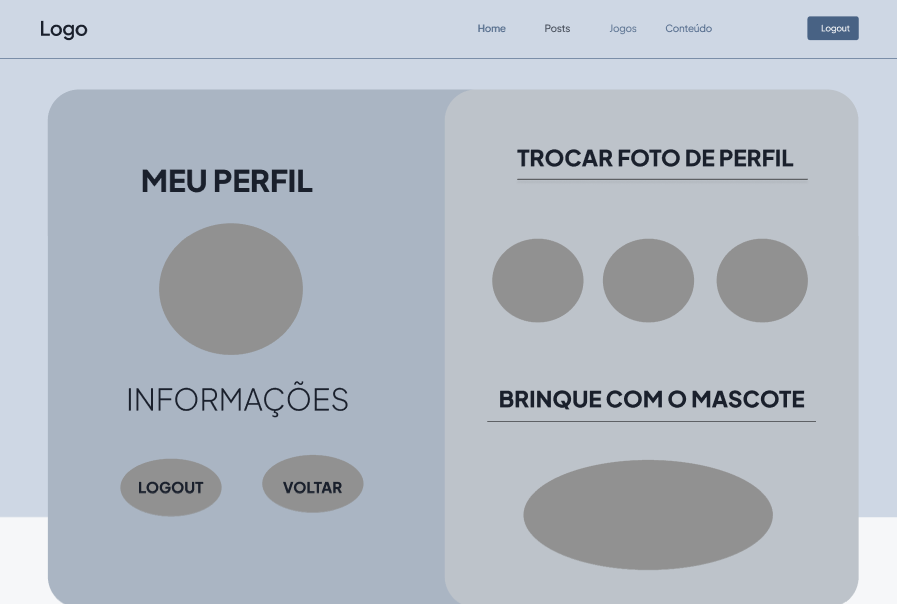 Logo
Home Posts Jogos Conteúdo Logout
MEU PERFIL
INFORMAÇÕES
LOGOUT VOLTAR
TROCAR FOTO DE PERFIL
BRINQUE COM O MASCOTE